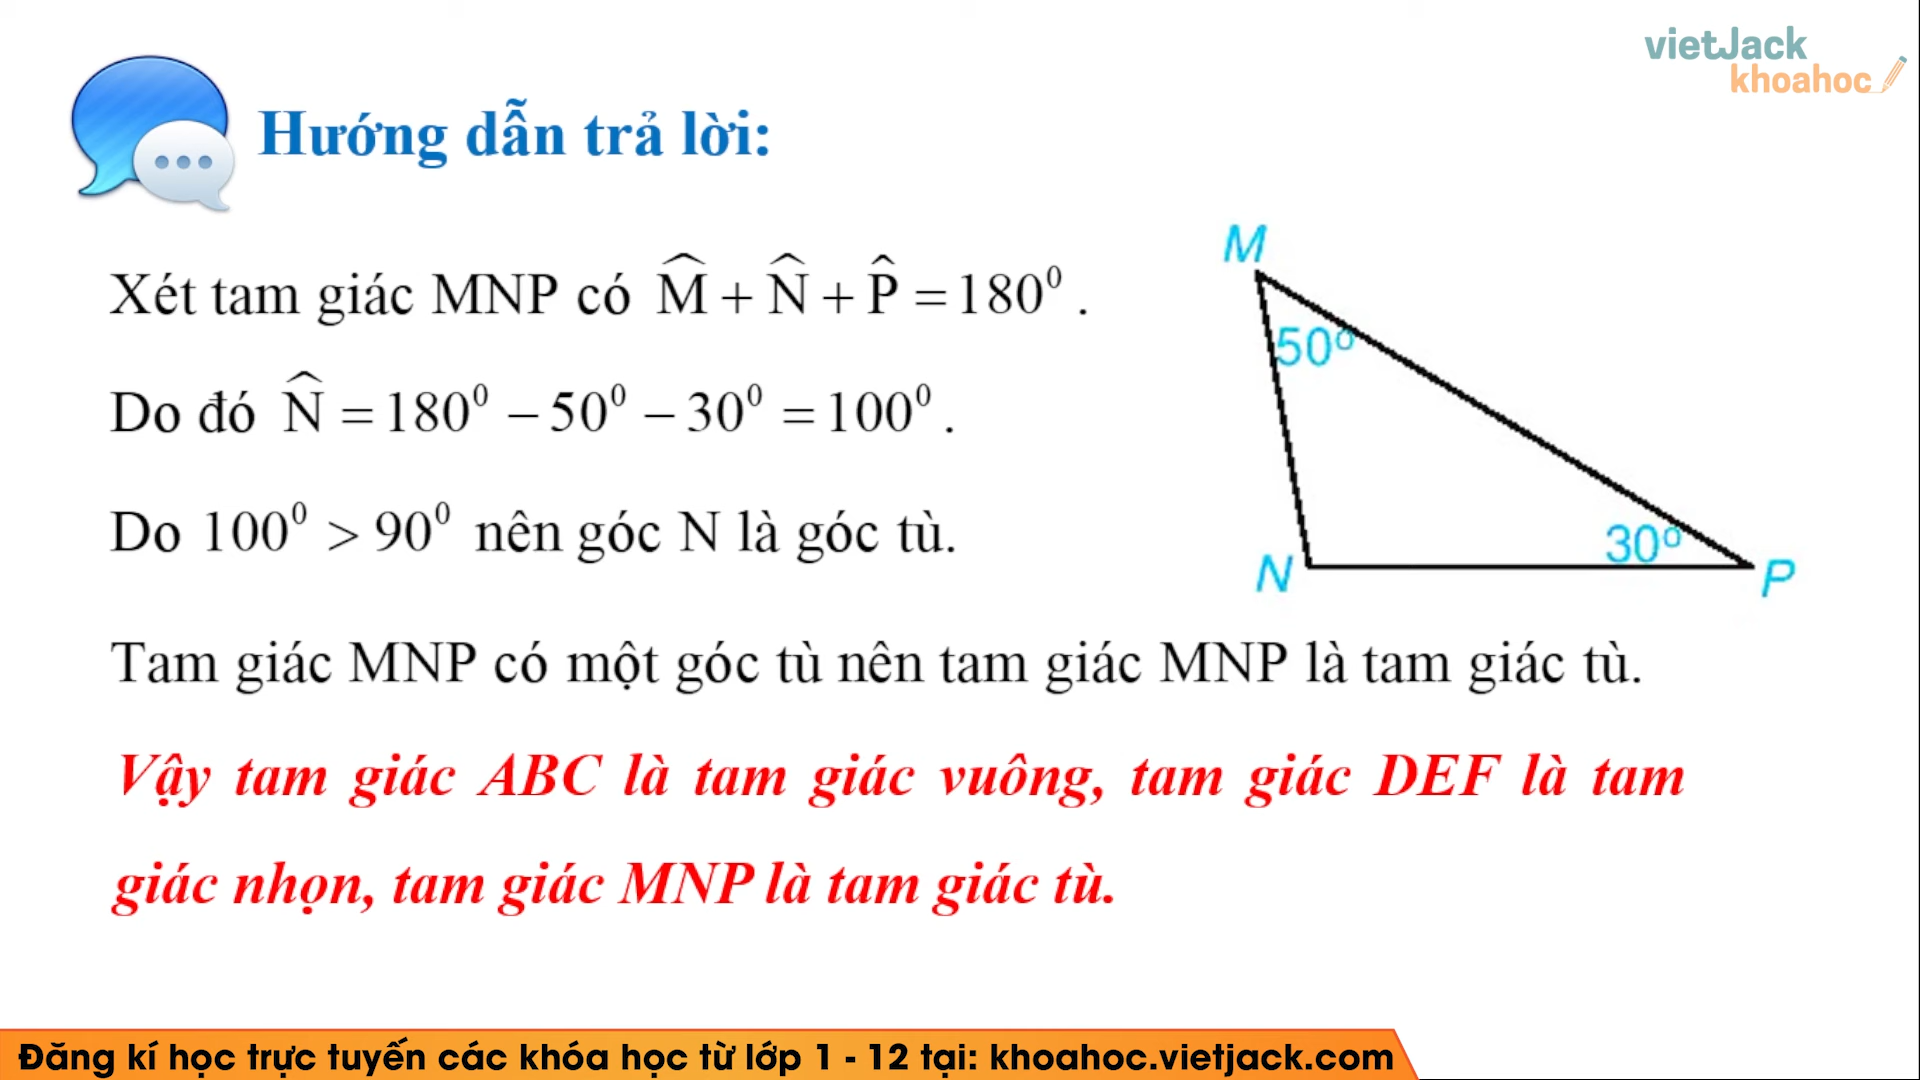 vietJack
khoahoc
Hướng dẫn trả lời:
Xét tam giác MNP có M̂ + N̂ + P̂ = 180⁰ .
Do đó N̂ = 180⁰ − 50⁰ − 30⁰ = 100⁰ .
Do 100⁰ > 90⁰ nên góc N là góc tù.
M
50º
30º
N
P
Tam giác MNP có một góc tù nên tam giác MNP là tam giác tù.
Vậy tam giác ABC là tam giác vuông, tam giác DEF là tam
giác nhọn, tam giác MNP là tam giác tù.
Đăng kí học trực tuyến các khóa học từ lớp 1 - 12 tại: khoahoc.vietjack.com